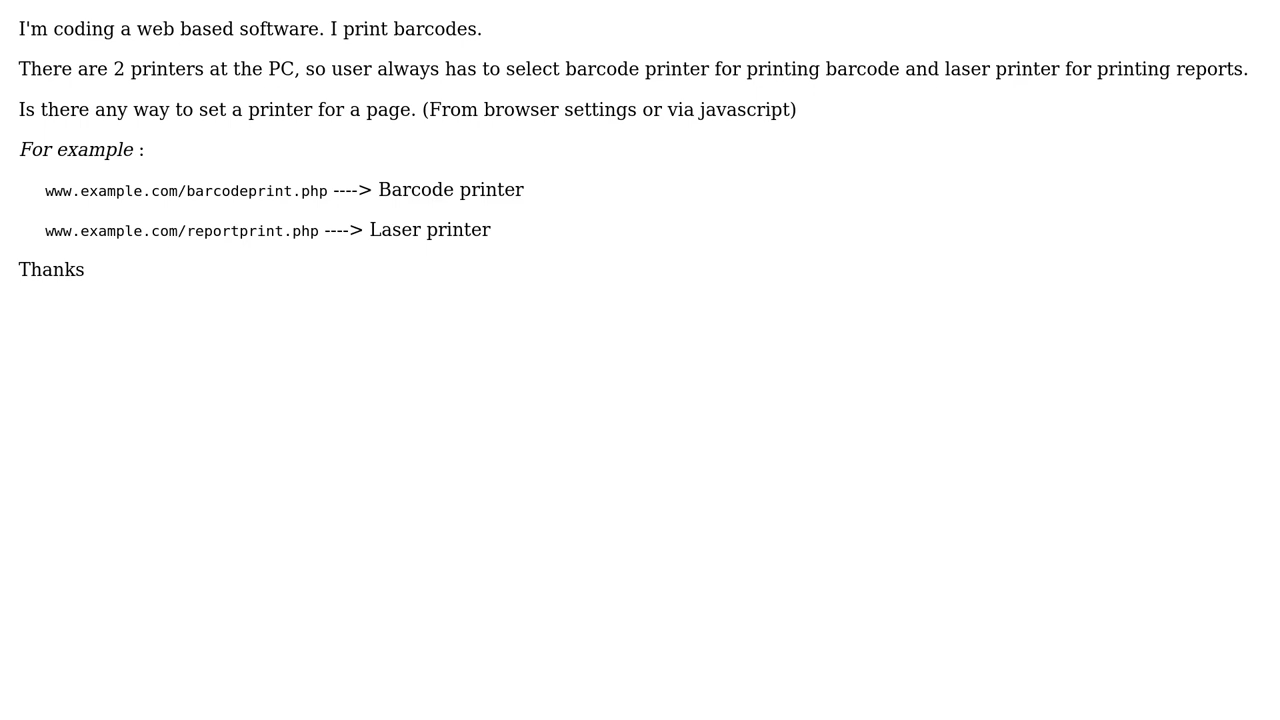 I'm coding a web based software. I print barcodes.
There are 2 printers at the PC, so user always has to select barcode printer for printing barcode and laser printer for printing reports.
Is there any way to set a printer for a page. (From browser settings or via javascript)
For example :
www.example.com/barcodeprint.php ----> Barcode printer
www.example.com/reportprint.php ----> Laser printer
Thanks